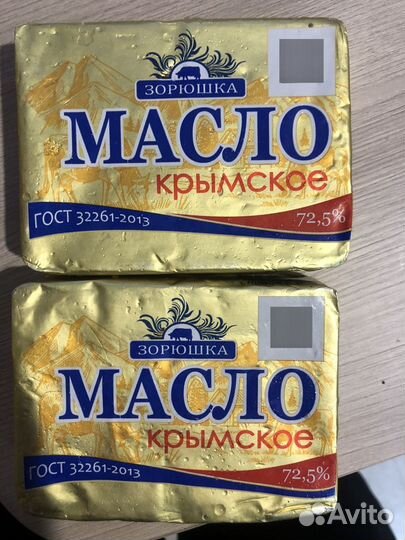 ЗОРЮШКА
МАСЛО
крымское
ГОСТ 32261-2013
72,5%
ЗОРЮШКА
МАСЛО
крымское
ГОСТ 32261-2013
72,5%
Avito